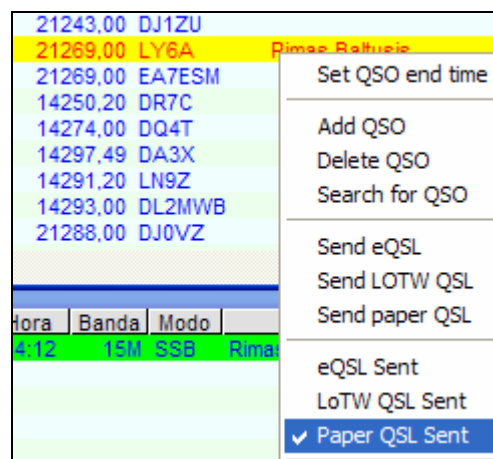 21243,00 DJ1ZU
21269,00 LY6A Rimas Baltusis
21269,00 EA7ESM
14250,20 DR7C
14274,00 DQ4T
14297,49 DA3X
14291,20 LN9Z
14293,00 DL2MWB
21288,00 DJ0VZ
Hora Banda Modo
4:12 15M SSB Rimas
Set QSO end time
Add QSO
Delete QSO
Search for QSO
Send eQSL
Send LOTW QSL
Send paper QSL
eQSL Sent
LoTW QSL Sent
Paper QSL Sent